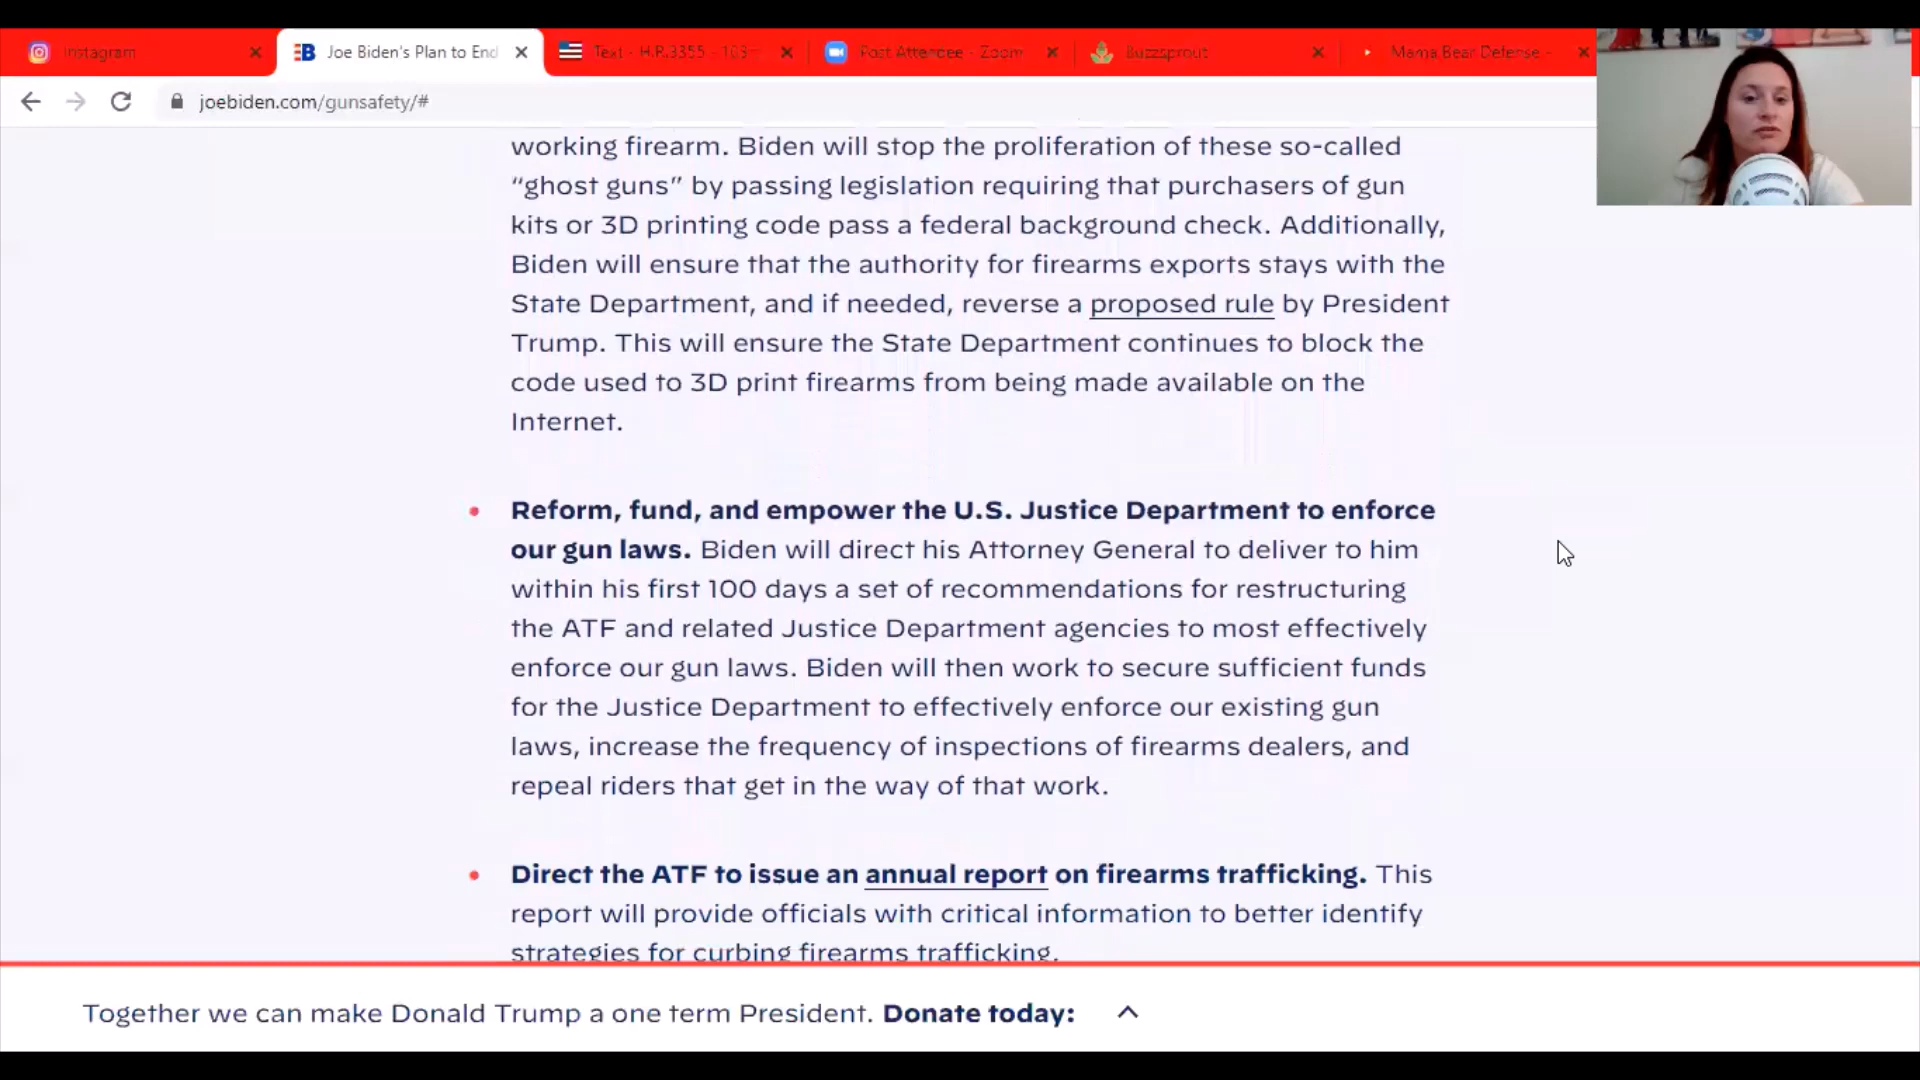 Instagram
Joe Biden's Plan to End
Text - H.R.3355 - 103
Post Attendee - Zoom
Buzzsprout
Mama Bear Defense -
joebiden.com/gunsafety/#
working firearm. Biden will stop the proliferation of these so-called
“ghost guns” by passing legislation requiring that purchasers of gun
kits or 3D printing code pass a federal background check. Additionally,
Biden will ensure that the authority for firearms exports stays with the
State Department, and if needed, reverse a proposed rule by President
Trump. This will ensure the State Department continues to block the
code used to 3D print firearms from being made available on the
Internet.
Reform, fund, and empower the U.S. Justice Department to enforce
our gun laws. Biden will direct his Attorney General to deliver to him
within his first 100 days a set of recommendations for restructuring
the ATF and related Justice Department agencies to most effectively
enforce our gun laws. Biden will then work to secure sufficient funds
for the Justice Department to effectively enforce our existing gun
laws, increase the frequency of inspections of firearms dealers, and
repeal riders that get in the way of that work.
Direct the ATF to issue an annual report on firearms trafficking. This
report will provide officials with critical information to better identify
strategies for curbing firearms trafficking.
Together we can make Donald Trump a one term President. Donate today: